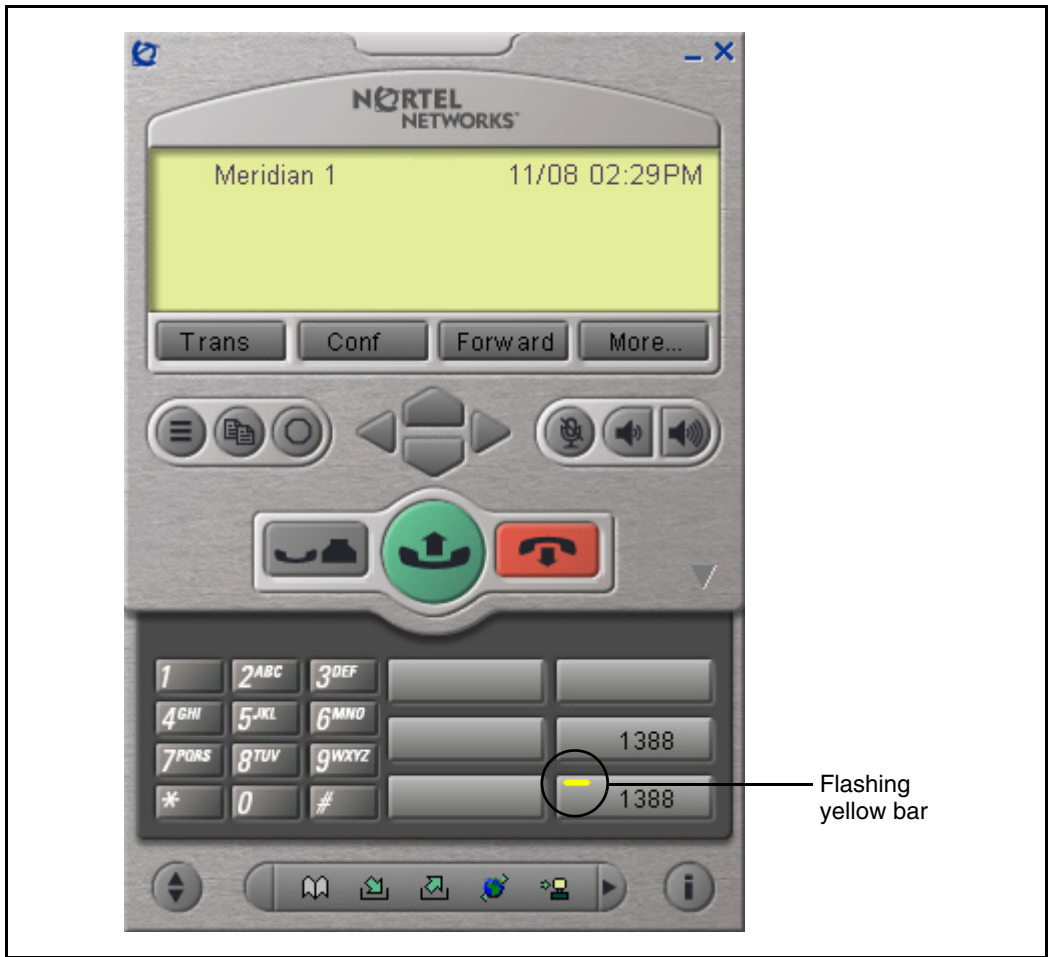 NORTEL
NETWORKS™
Meridian 1 11/08 02:29PM
Trans Conf Forward More...
1 2ABC 3DEF
4GHI 5JKL 6MNO
1388
7PQRS 8TUV 9WXYZ
* 0 #
1388
Flashing
yellow bar
i